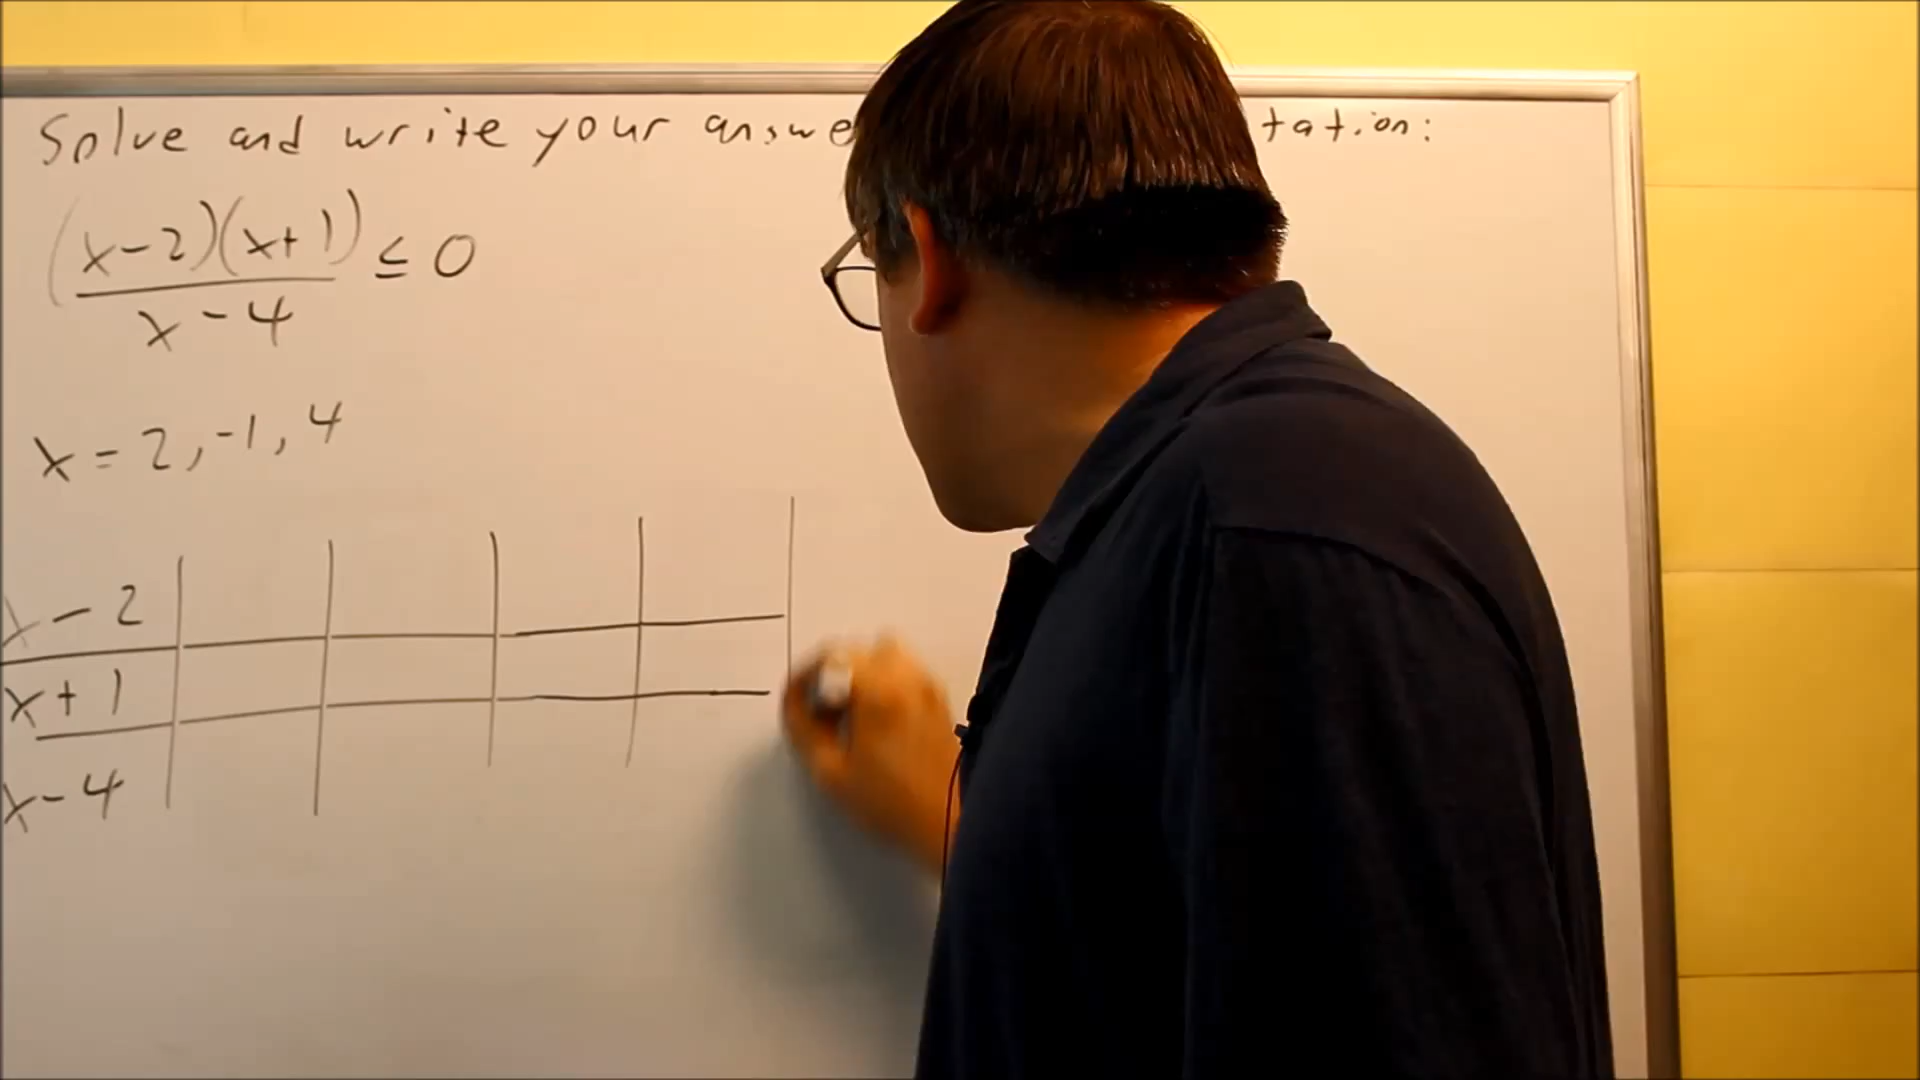 Solve and write your answe tation:
(x-2)(x+1) ≤ 0
x-4
x = 2, -1, 4
x-2
x+1
x-4